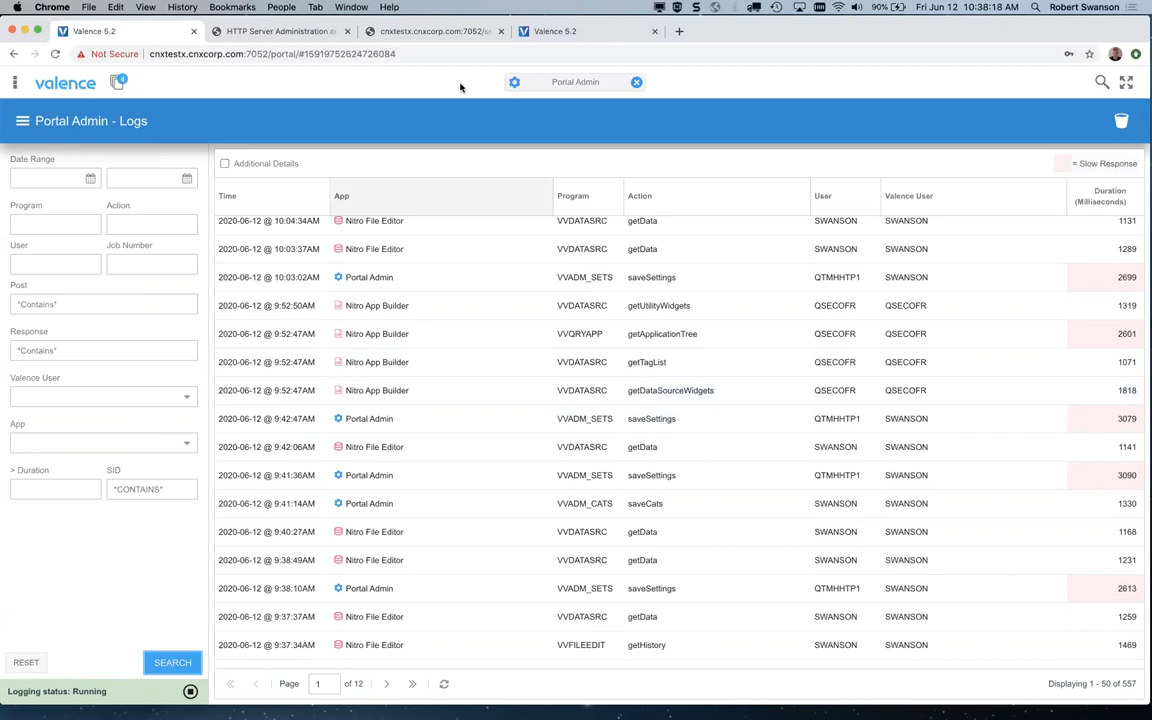 Chrome File Edit View History Bookmarks People Tab Window Help 90% Fri Jun 12 10:38:18 AM Robert Swanson
Valence 5.2 HTTP Server Administration o cnxtestx.cnxcorp.com:7052/se Valence 5.2
Not Secure cnxtestx.cnxcorp.com:7052/portal/#15919752624726084
valence 4 Portal Admin
Portal Admin - Logs
Date Range
Program Action
User Job Number
Post
*Contains*
Response
*Contains*
Valence User
App
> Duration SID
*CONTAINS*
RESET SEARCH
Logging status: Running
Additional Details = Slow Response
Time App Program Action User Valence User Duration
(Milliseconds)
2020-06-12 @ 10:04:34AM Nitro File Editor VVDATASRC getData SWANSON SWANSON 1131
2020-06-12 @ 10:03:37AM Nitro File Editor VVDATASRC getData SWANSON SWANSON 1289
2020-06-12 @ 10:03:02AM Portal Admin VVADM_SETS saveSettings QTMHHTP1 SWANSON 2699
2020-06-12 @ 9:52:50AM Nitro App Builder VVDATASRC getUtilityWidgets QSECOFR QSECOFR 1319
2020-06-12 @ 9:52:47AM Nitro App Builder VVQRYAPP getApplicationTree QSECOFR QSECOFR 2601
2020-06-12 @ 9:52:47AM Nitro App Builder VVDATASRC getTagList QSECOFR QSECOFR 1071
2020-06-12 @ 9:52:47AM Nitro App Builder VVDATASRC getDataSourceWidgets QSECOFR QSECOFR 1818
2020-06-12 @ 9:42:47AM Portal Admin VVADM_SETS saveSettings QTMHHTP1 SWANSON 3079
2020-06-12 @ 9:42:06AM Nitro File Editor VVDATASRC getData SWANSON SWANSON 1141
2020-06-12 @ 9:41:36AM Portal Admin VVADM_SETS saveSettings QTMHHTP1 SWANSON 3090
2020-06-12 @ 9:41:14AM Portal Admin VVADM_CATS saveCats SWANSON SWANSON 1330
2020-06-12 @ 9:40:27AM Nitro File Editor VVDATASRC getData SWANSON SWANSON 1168
2020-06-12 @ 9:38:49AM Nitro File Editor VVDATASRC getData SWANSON SWANSON 1231
2020-06-12 @ 9:38:10AM Portal Admin VVADM_SETS saveSettings QTMHHTP1 SWANSON 2613
2020-06-12 @ 9:37:37AM Nitro File Editor VVDATASRC getData SWANSON SWANSON 1259
2020-06-12 @ 9:37:34AM Nitro File Editor VVFILEEDIT getHistory SWANSON SWANSON 1469
Page 1 of 12 Displaying 1 - 50 of 557